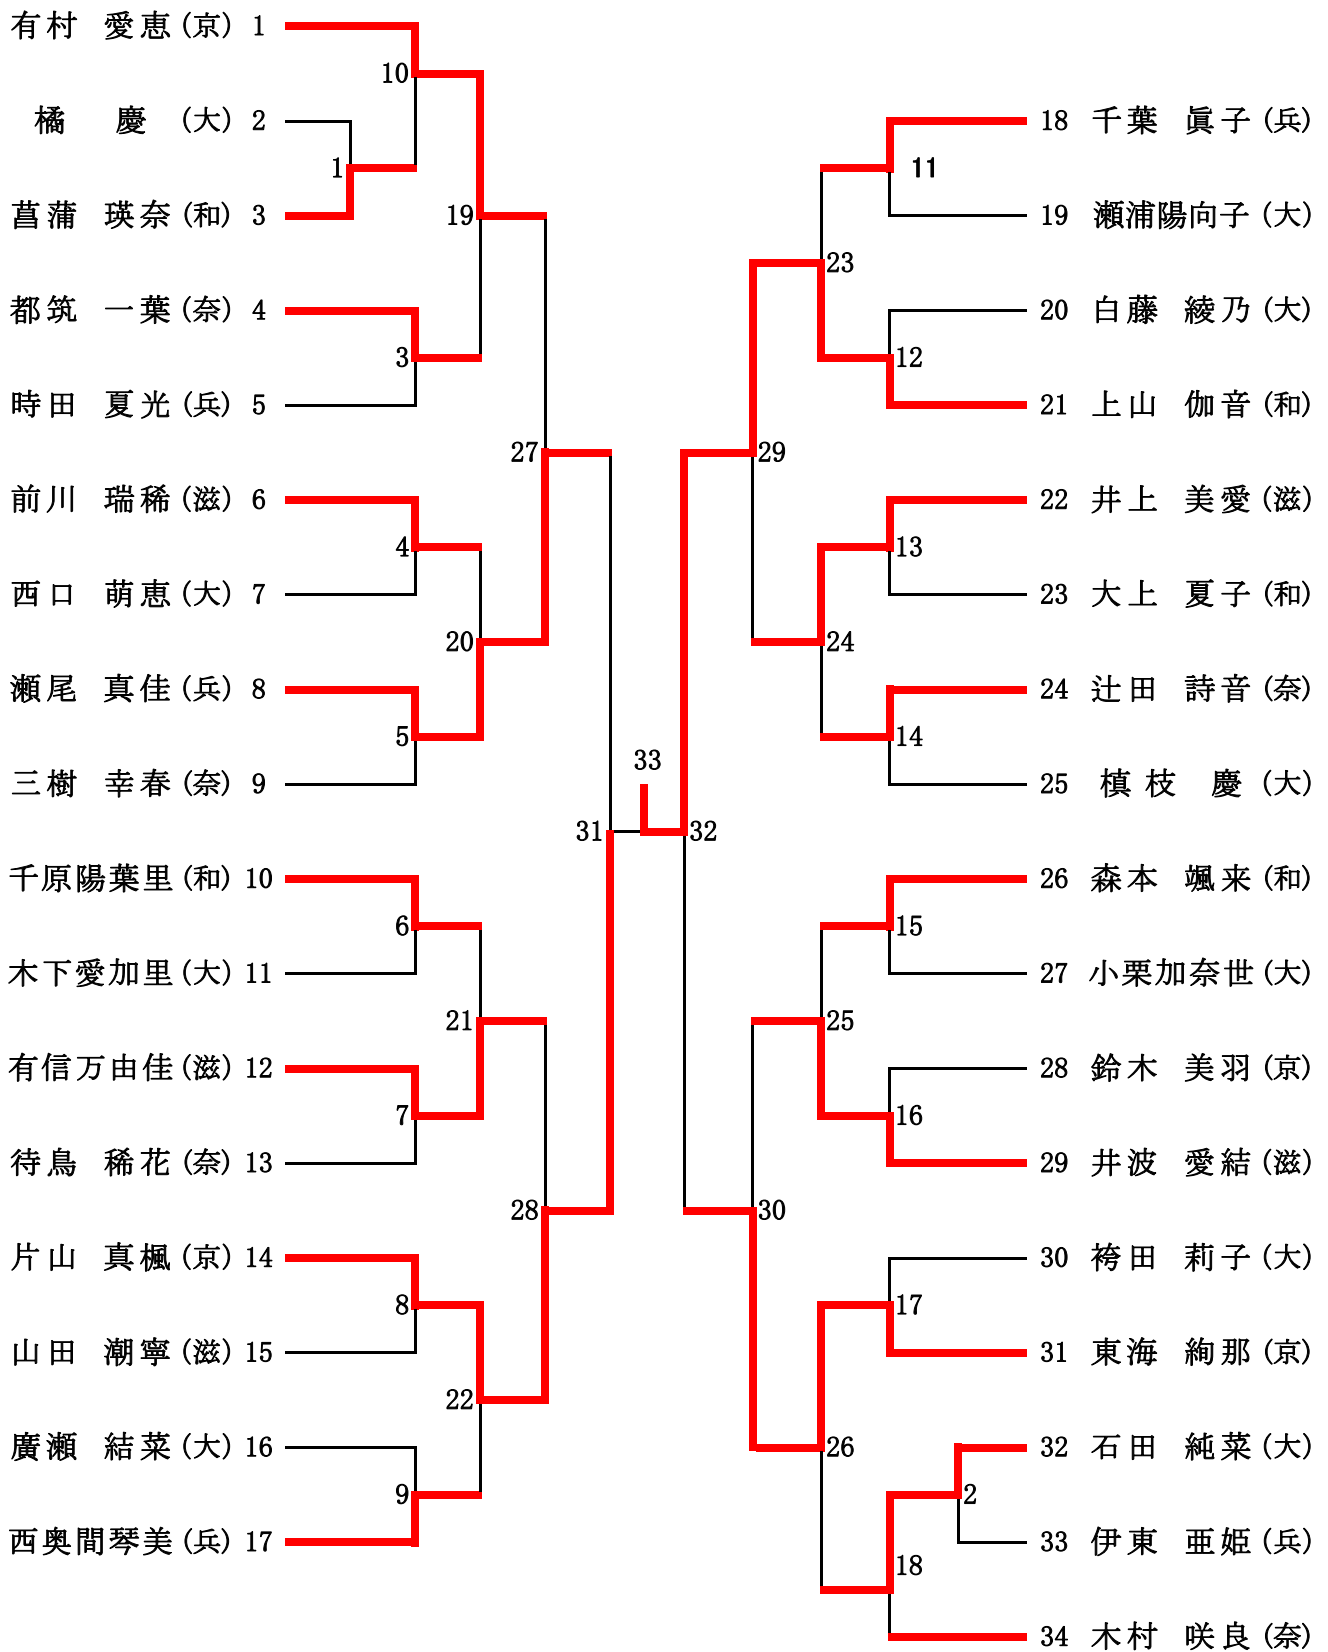 有村 愛恵 (京) 1
橘 慶 (大) 2
菖蒲 瑛奈 (和) 3
都筑 一葉 (奈) 4
時田 夏光 (兵) 5
前川 瑞稀 (滋) 6
西口 萌恵 (大) 7
瀬尾 真佳 (兵) 8
三樹 幸春 (奈) 9
千原陽葉里 (和) 10
木下愛加里 (大) 11
有信万由佳 (滋) 12
待鳥 稀花 (奈) 13
片山 真楓 (京) 14
山田 潮寧 (滋) 15
廣瀬 結菜 (大) 16
西奥間琴美 (兵) 17
10
1
19
3
27
4
20
5
31
6
21
7
28
8
22
9
33
32
11
23
12
29
13
24
14
15
25
16
30
17
26
2
18
18 千葉 眞子 (兵)
19 瀬浦陽向子 (大)
20 白藤 綾乃 (大)
21 上山 伽音 (和)
22 井上 美愛 (滋)
23 大上 夏子 (和)
24 辻田 詩音 (奈)
25 槙枝 慶 (大)
26 森本 颯来 (和)
27 小栗加奈世 (大)
28 鈴木 美羽 (京)
29 井波 愛結 (滋)
30 袴田 莉子 (大)
31 東海 絢那 (京)
32 石田 純菜 (大)
33 伊東 亜姫 (兵)
34 木村 咲良 (奈)